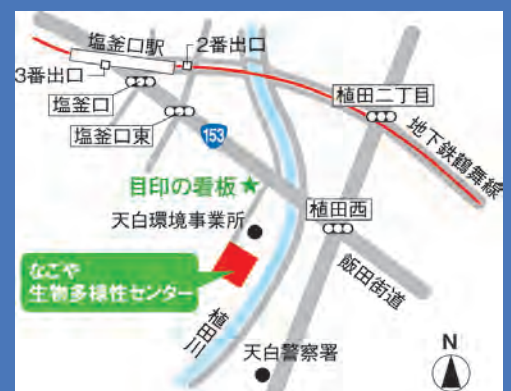 塩釜口駅
2番出口
3番出口
塩釜口
塩釜口東
153
植田二丁目
地下鉄鶴舞線
目印の看板★
植田西
天白環境事業所
なごや
生物多様性センター
飯田街道
植田川
天白警察署
N